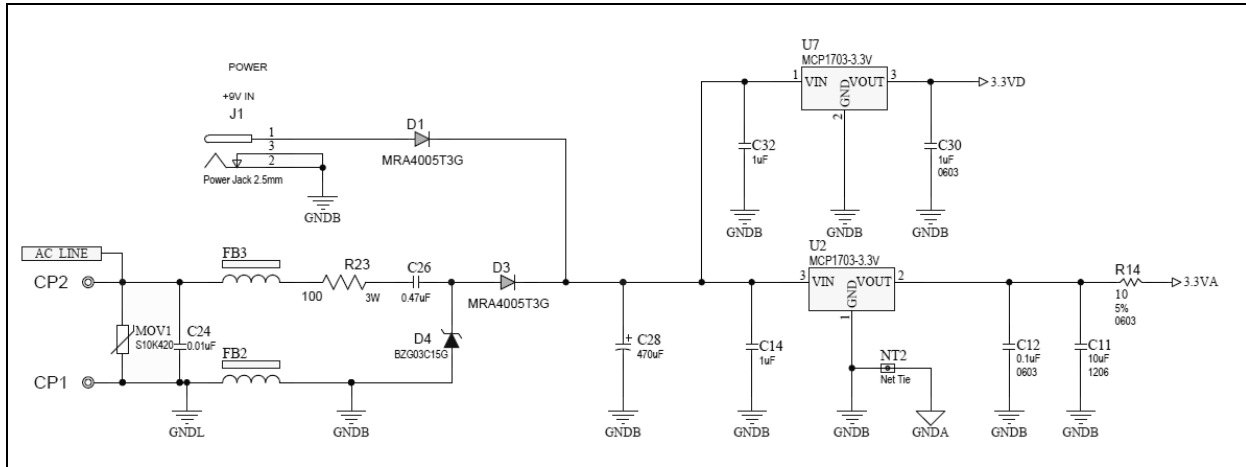 POWER
+9V IN
J1
1
3
2
Power Jack 2.5mm
GNDB
D1
MRA4005T3G
U7
MCP1703-3.3V
1
VIN
VOUT
3
GND
2
3.3VD
C32
1uF
C30
1uF
0603
GNDB
GNDB
GNDB
AC LINE
CP2
FB3
R23
100
3W
C26
0.47uF
D3
MRA4005T3G
MOV1
S10K420
C24
0.01uF
D4
BZG03C15G
FB2
CP1
GNDL
GNDB
C28
470uF
GNDB
C14
1uF
GNDB
U2
MCP1703-3.3V
3
VIN
VOUT
2
GND
1
NT2
Net Tie
GNDB
GNDA
C12
0.1uF
0603
GNDB
C11
10uF
1206
GNDB
R14
10
5%
0603
3.3VA